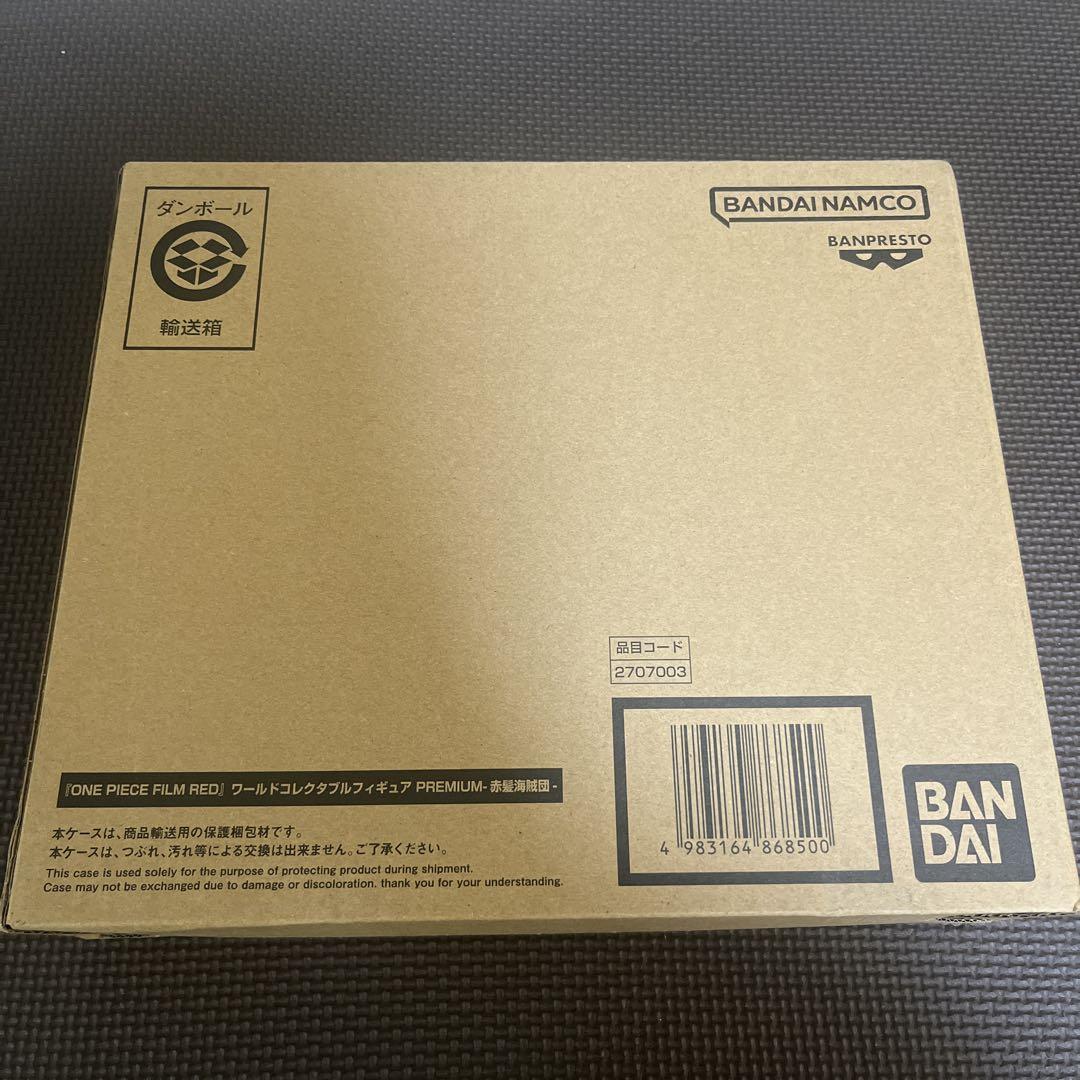 ダンボール
輸送箱
BANDAI NAMCO
BANPRESTO
品目コード
2707003
『ONE PIECE FILM RED』ワールドコレクタブルフィギュア PREMIUM-赤髪海賊団-
本ケースは、商品輸送用の保護梱包材です。
本ケースは、つぶれ、汚れ等による交換は出来ません。ご了承ください。
This case is used solely for the purpose of protecting product during shipment.
Case may not be exchanged due to damage or discoloration. thank you for your understanding.
4 983164 868500
BAN
DAI